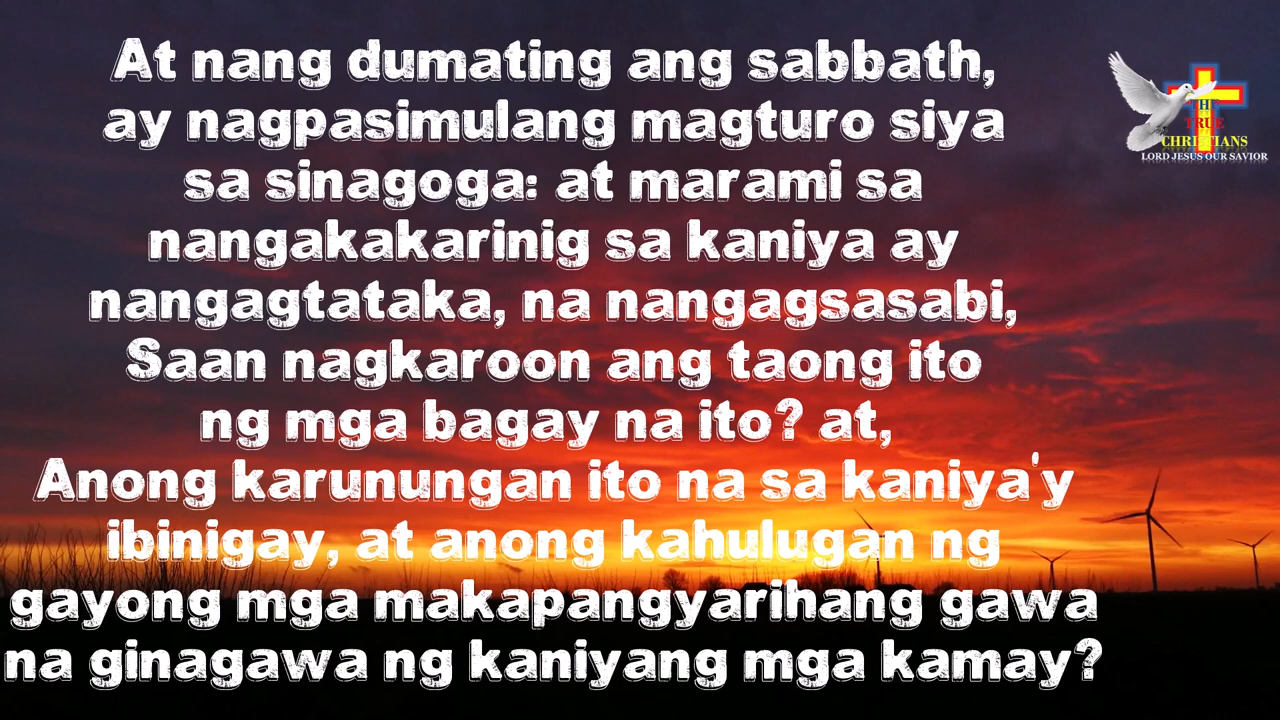 At nang dumating ang sabbath,
ay nagpasimulang magturo siya
sa sinagoga: at marami sa
nangakakarinig sa kaniya ay
nangagtataka, na nangagsasabi,
Saan nagkaroon ang taong ito
ng mga bagay na ito? at,
Anong karunungan ito na sa kaniya'y
ibinigay, at anong kahulugan ng
gayong mga makapangyarihang gawa
na ginagawa ng kaniyang mga kamay?
THE
TRUE
CHRISTIANS
LORD JESUS OUR SAVIOR